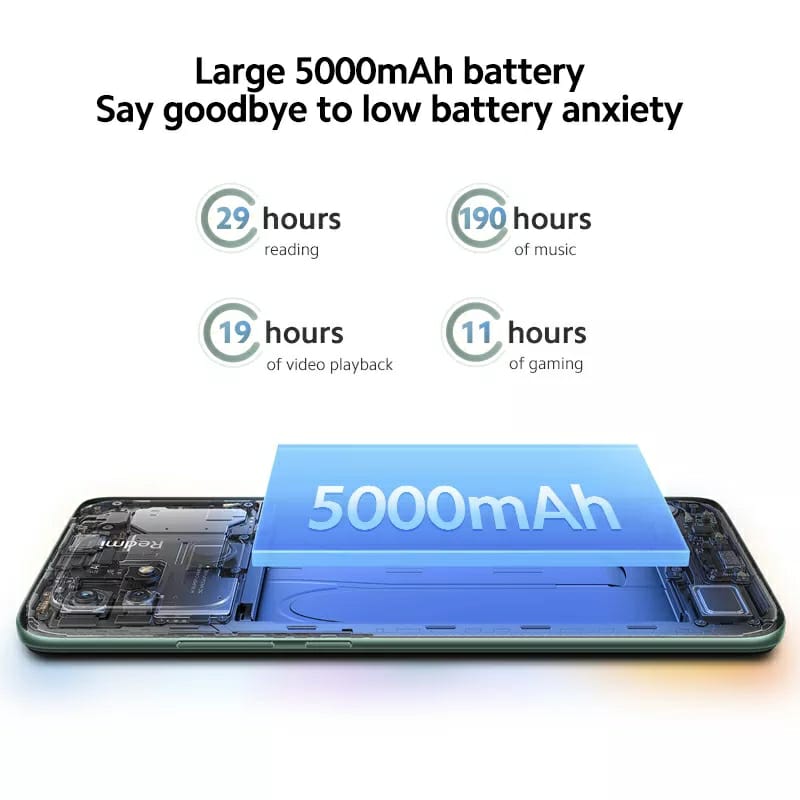 Large 5000mAh battery
Say goodbye to low battery anxiety
29 hours
reading
190 hours
of music
19 hours
of video playback
11 hours
of gaming
5000mAh
Redmi